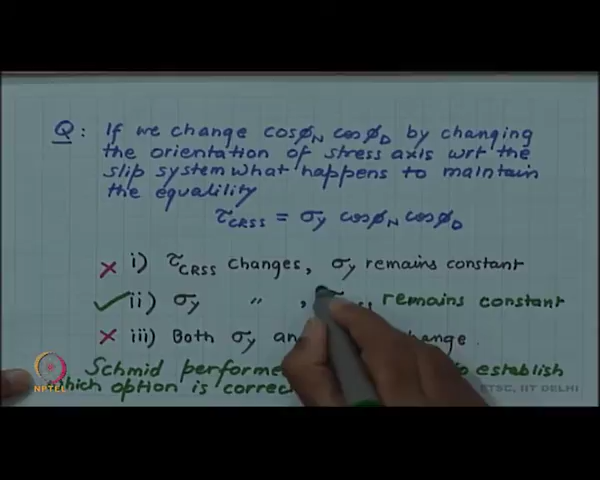 Q : If we change cosφN cosφD by changing
the orientation of stress axis wrt the
slip system what happens to maintain
the equalility
τCRSS = σy cosφN cosφD
✗ i) τCRSS changes, σy remains constant
✓ ii) σy " , remains constant
✗ iii) Both σy an change.
Schmid performe establish
which option is correc
NPTEL
ETSC, IIT DELHI